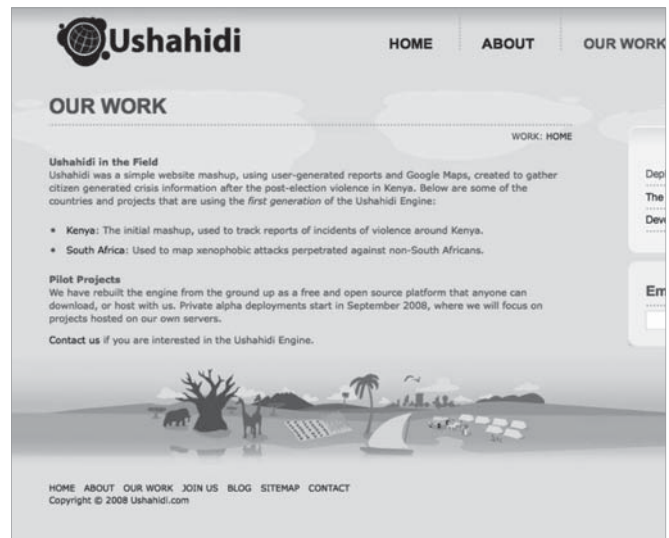 Ushahidi
HOME ABOUT OUR WORK
OUR WORK
WORK: HOME
Ushahidi in the Field
Ushahidi was a simple website mashup, using user-generated reports and Google Maps, created to gather
citizen generated crisis information after the post-election violence in Kenya. Below are some of the
countries and projects that are using the first generation of the Ushahidi Engine:
• Kenya: The initial mashup, used to track reports of incidents of violence around Kenya.
• South Africa: Used to map xenophobic attacks perpetrated against non-South Africans.
Pilot Projects
We have rebuilt the engine from the ground up as a free and open source platform that anyone can
download, or host with us. Private alpha deployments start in September 2008, where we will focus on
projects hosted on our own servers.
Contact us if you are interested in the Ushahidi Engine.
Depl
The
Deve
Em
HOME ABOUT OUR WORK JOIN US BLOG SITEMAP CONTACT
Copyright © 2008 Ushahidi.com